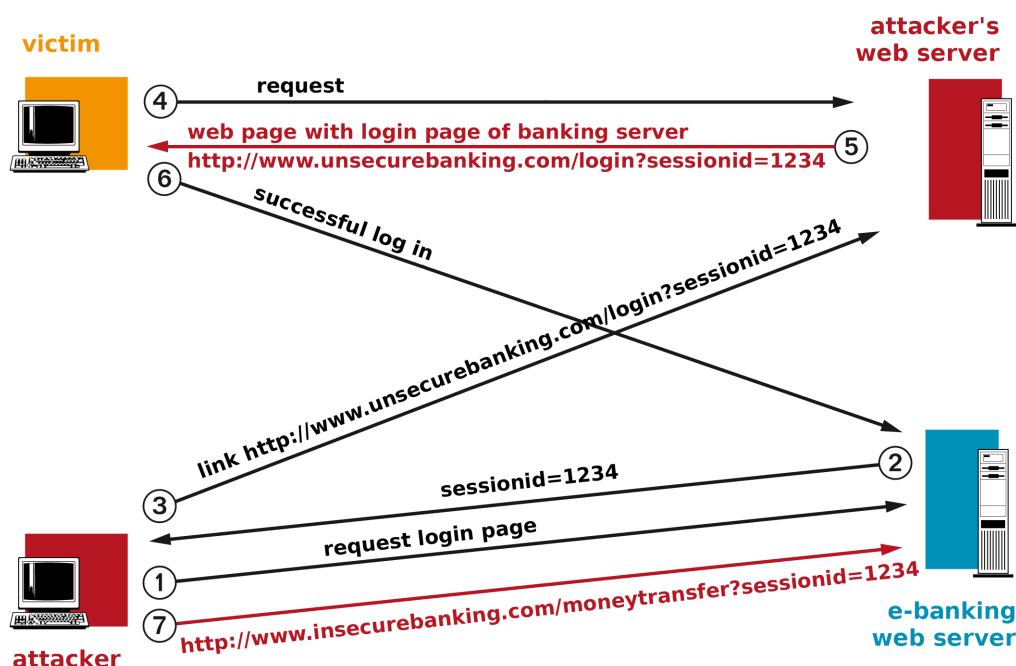 victim
attacker's
web server
4
request
web page with login page of banking server
5
http://www.unsecurebanking.com/login?sessionid=1234
6
successful log in
link http://www.unsecurebanking.com/login?sessionid=1234
2
3
sessionid=1234
request login page
1
7
http://www.insecurebanking.com/moneytransfer?sessionid=1234
e-banking
web server
attacker